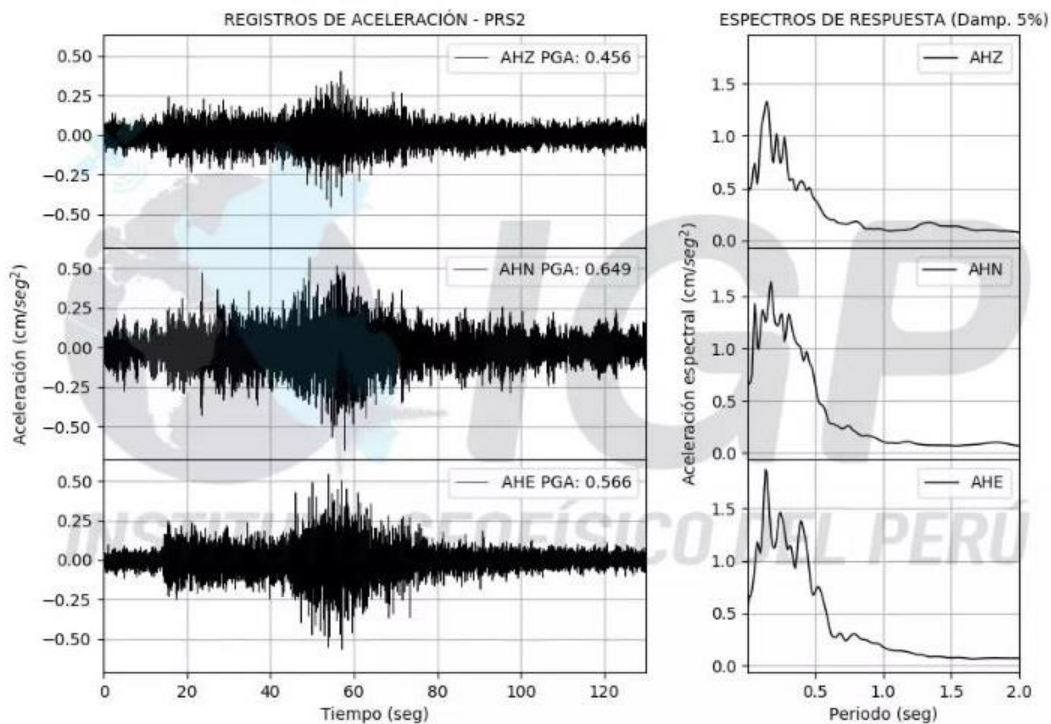 REGISTROS DE ACELERACIÓN - PRS2
ESPECTROS DE RESPUESTA (Damp. 5%)
Aceleración (cm/seg²)
0.50
0.25
0.00
−0.25
−0.50
AHZ PGA: 0.456
0.50
0.25
0.00
−0.25
−0.50
AHN PGA: 0.649
0.50
0.25
0.00
−0.25
−0.50
AHE PGA: 0.566
0 20 40 60 80 100 120
Tiempo (seg)
Aceleración espectral (cm/seg²)
1.5
1.0
0.5
0.0
AHZ
1.5
1.0
0.5
0.0
AHN
1.5
1.0
0.5
0.0
AHE
0.5 1.0 1.5 2.0
Periodo (seg)
IGP
INSTITUTO GEOFÍSICO DEL PERÚ